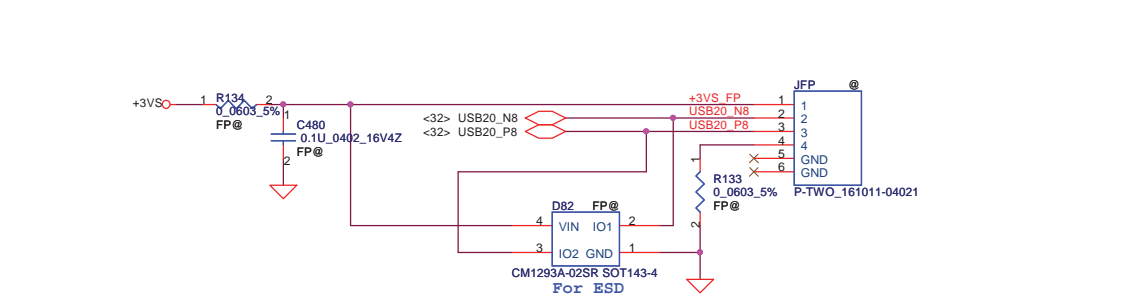 JFP @
+3VS 1 R134 2 +3VS_FP 1 1
0_0603_5% USB20_N8 2 2
FP@ 1 C480 <32> USB20_N8 USB20_P8 3 3
0.1U_0402_16V4Z <32> USB20_P8 4 4
FP@ 5 GND
2 1 6 GND
R133
0_0603_5% P-TWO_161011-04021
FP@
D82 FP@
4 VIN IO1 2 2
3 IO2 GND 1
CM1293A-02SR SOT143-4
For ESD